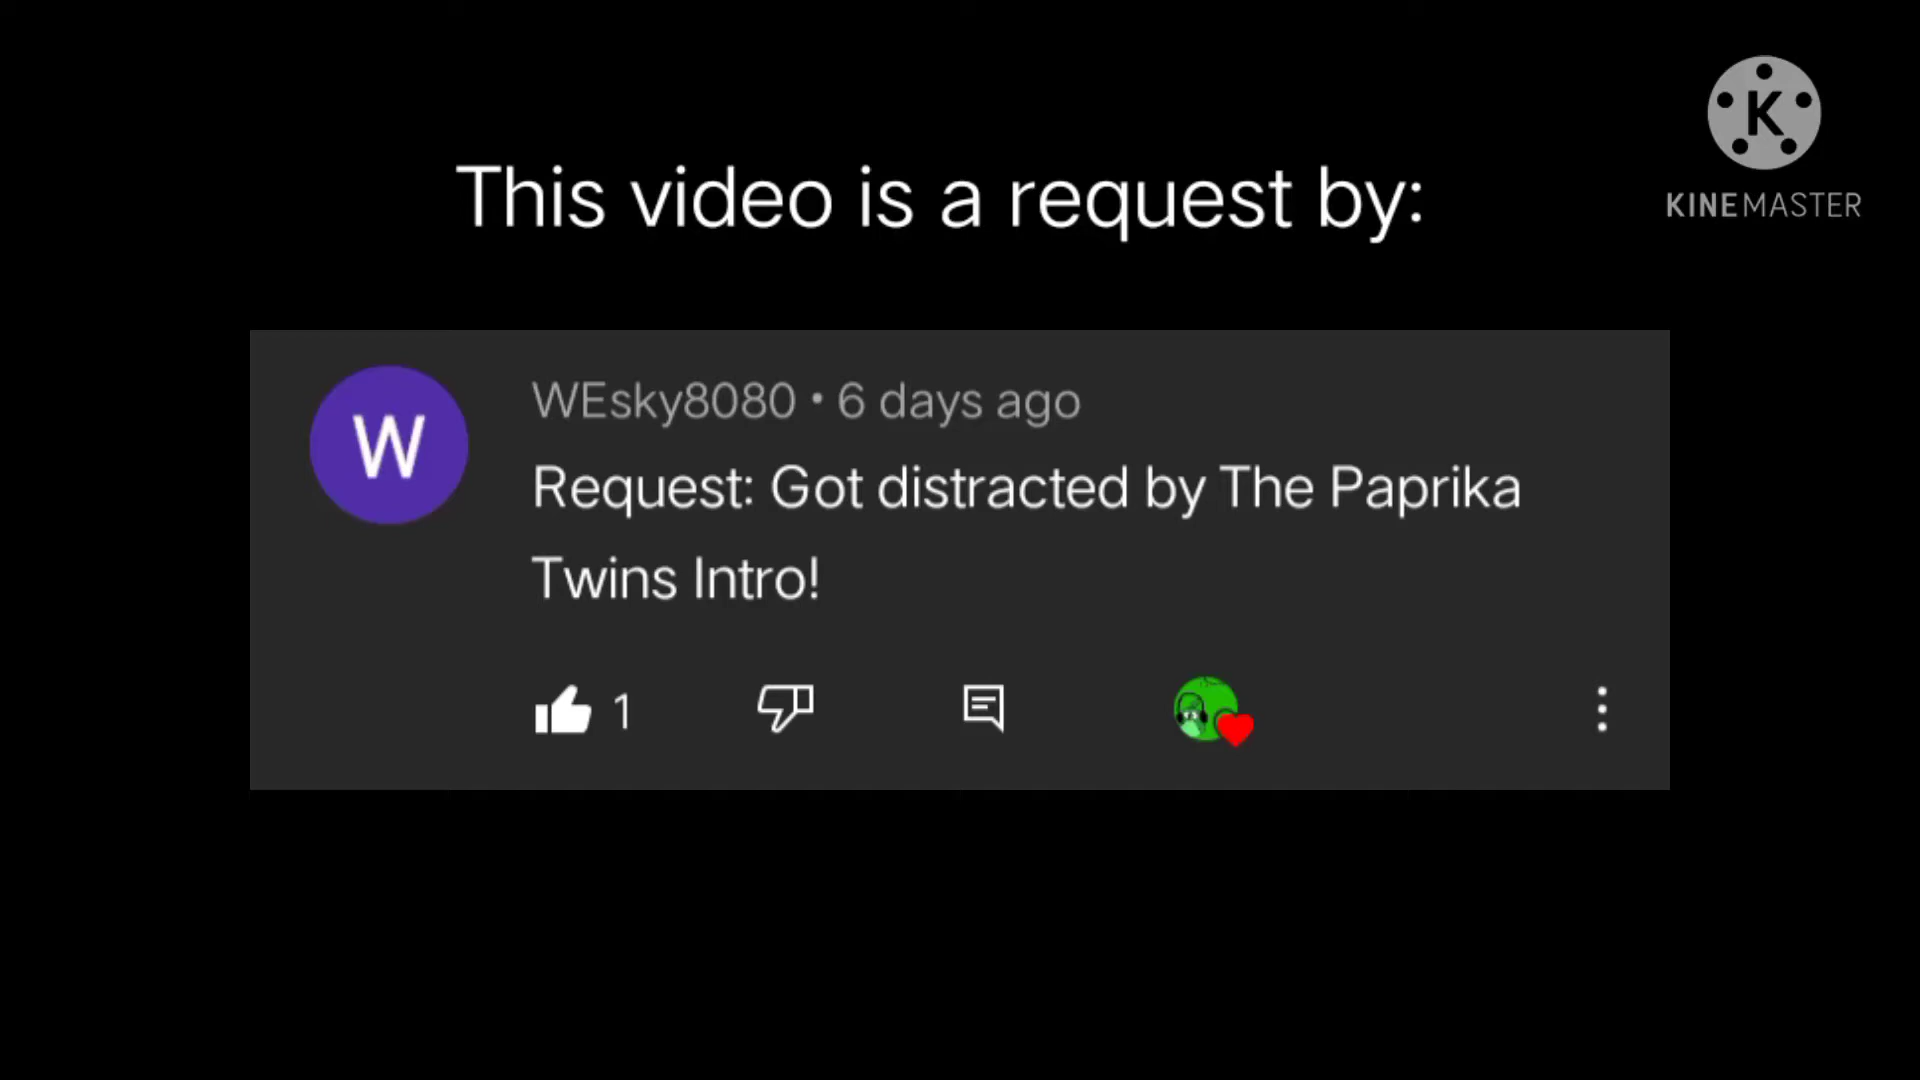 K
KINEMASTER
This video is a request by:
W
WEsky8080 • 6 days ago
Request: Got distracted by The Paprika
Twins Intro!
1